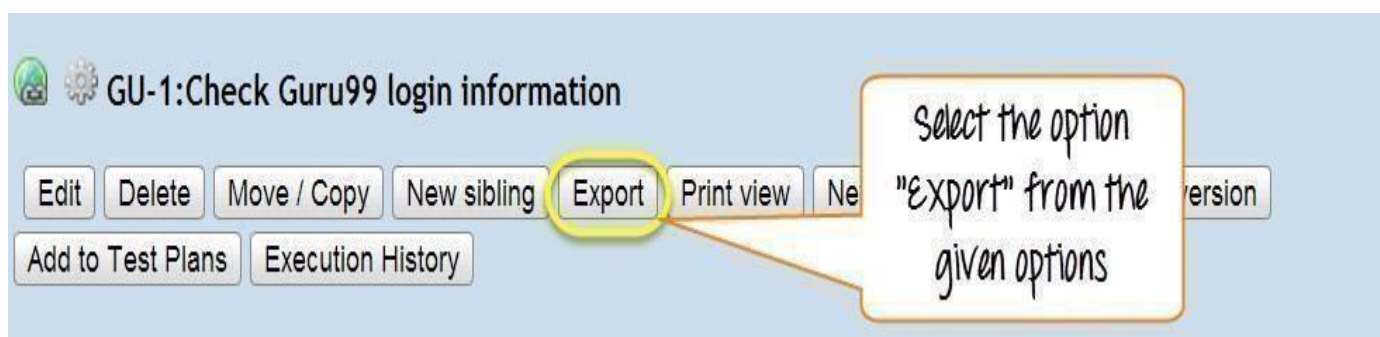 GU-1:Check Guru99 login information
Edit Delete Move / Copy New sibling Export Print view
Add to Test Plans Execution History
Select the option
"Export" from the
given options